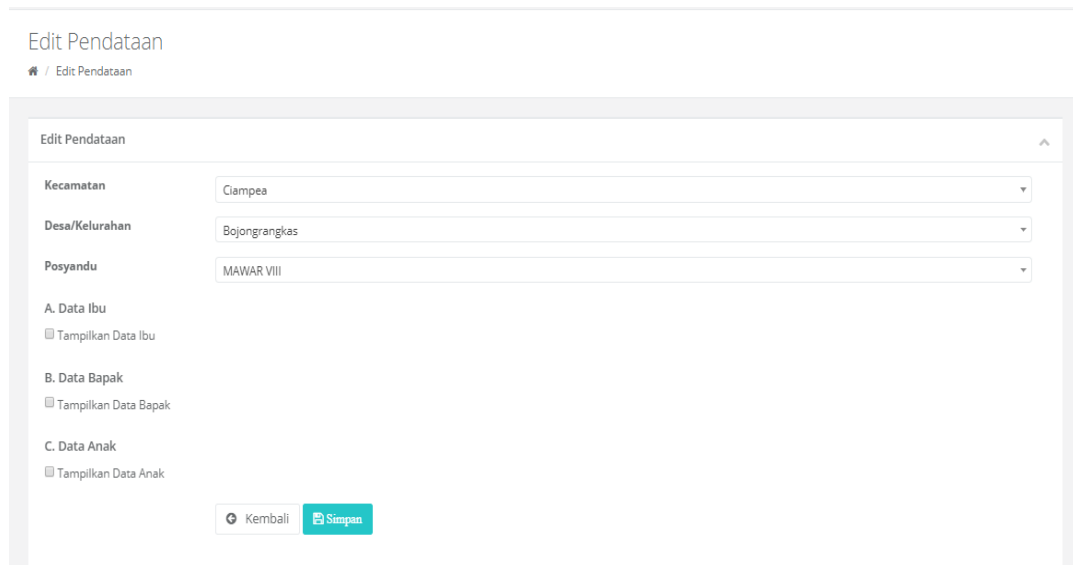 Edit Pendataan
/ Edit Pendataan
Edit Pendataan
Kecamatan
Ciampea
Desa/Kelurahan
Bojongrangkas
Posyandu
MAWAR VIII
A. Data Ibu
Tampilkan Data Ibu
B. Data Bapak
Tampilkan Data Bapak
C. Data Anak
Tampilkan Data Anak
Kembali Simpan